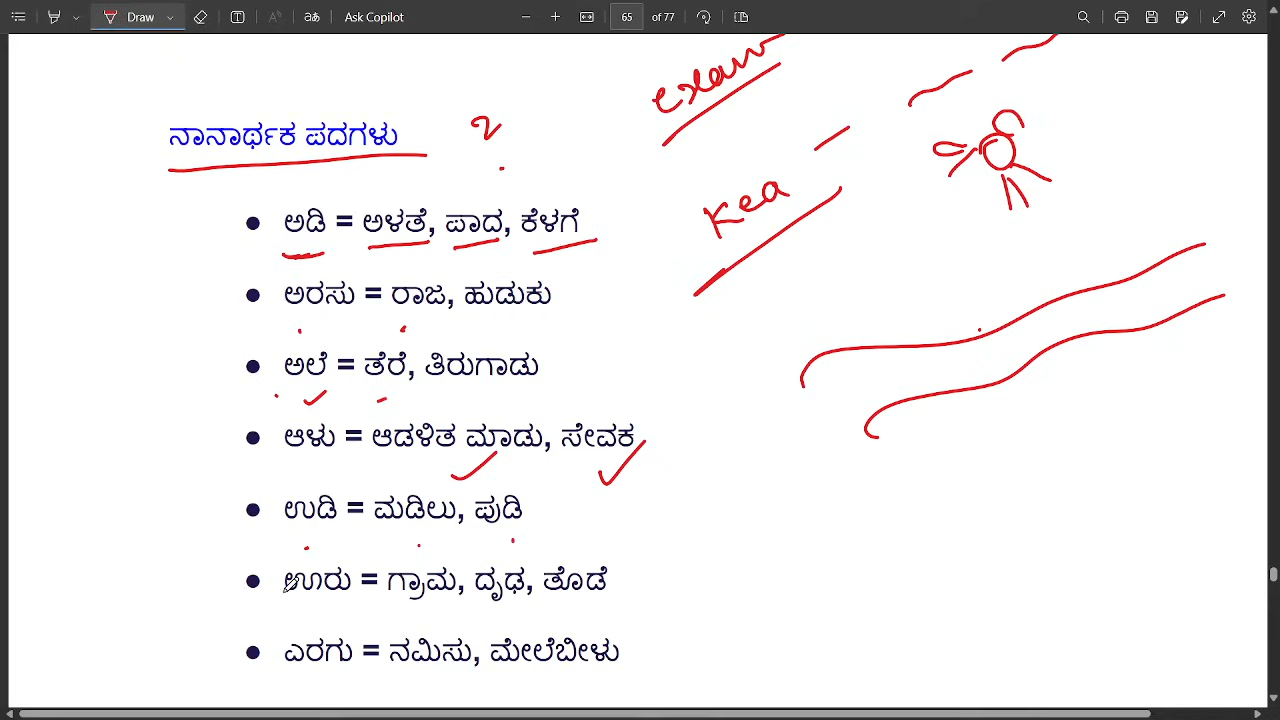 Draw Ask Copilot 65 of 77
exam
ನಾನಾರ್ಥಕ ಪದಗಳು 2
Kea
ಅಡಿ = ಅಳತೆ, ಪಾದ, ಕೆಳಗೆ
ಅರಸು = ರಾಜ, ಹುಡುಕು
ಅಲೆ = ತೆರೆ, ತಿರುಗಾಡು
ಆಳು = ಆಡಳಿತ ಮಾಡು, ಸೇವಕ
ಉಡಿ = ಮಡಿಲು, ಪುಡಿ
ಊರು = ಗ್ರಾಮ, ದೃಢ, ತೊಡೆ
ಎರಗು = ನಮಿಸು, ಮೇಲೆಬೀಳು